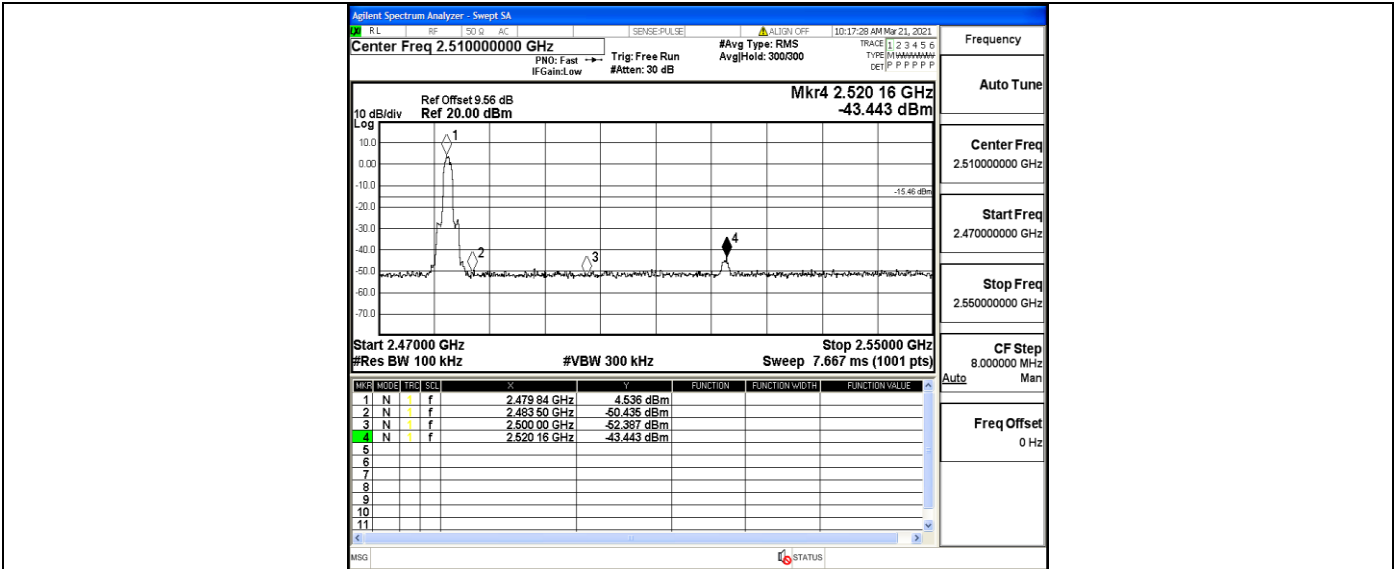 Agilent Spectrum Analyzer - Swept SA
RL RF 50 Ω AC SENSE:PULSE ALIGN OFF 10:17:28 AM Mar 21, 2021
Center Freq 2.510000000 GHz
PNO: Fast
IFGain:Low
Trig: Free Run
#Atten: 30 dB
#Avg Type: RMS
Avg|Hold: 300/300
TRACE 1 2 3 4 5 6
TYPE M
DET P P P P P P
Frequency
Auto Tune
Center Freq
2.510000000 GHz
Start Freq
2.470000000 GHz
Stop Freq
2.550000000 GHz
CF Step
8.000000 MHz
Auto Man
Freq Offset
0 Hz
Mkr4 2.520 16 GHz
-43.443 dBm
Ref Offset 9.56 dB
10 dB/div Ref 20.00 dBm
Log
10.0
0.00
-10.0
-20.0
-30.0
-40.0
-50.0
-60.0
-70.0
1
2
3
4
-15.46 dBm
Start 2.47000 GHz Stop 2.55000 GHz
#Res BW 100 kHz #VBW 300 kHz Sweep 7.667 ms (1001 pts)
MKR MODE TRC SCL X Y FUNCTION FUNCTION WIDTH FUNCTION VALUE
1 N 1 f 2.479 84 GHz 4.536 dBm
2 N 1 f 2.483 50 GHz -50.435 dBm
3 N 1 f 2.500 00 GHz -52.387 dBm
4 N 1 f 2.520 16 GHz -43.443 dBm
5
6
7
8
9
10
11
MSG STATUS